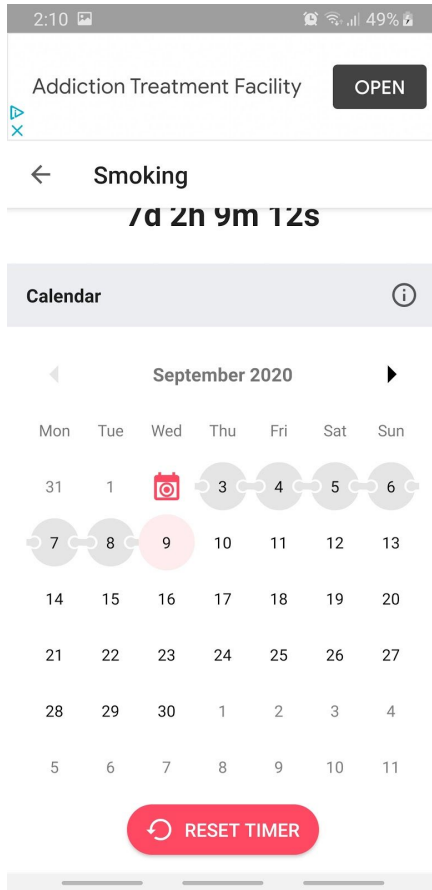 2:10 49%
Addiction Treatment Facility OPEN
Smoking
7d 2h 9m 12s
Calendar
September 2020
Mon Tue Wed Thu Fri Sat Sun
31 1 3 4 5 6
7 8 9 10 11 12 13
14 15 16 17 18 19 20
21 22 23 24 25 26 27
28 29 30 1 2 3 4
5 6 7 8 9 10 11
RESET TIMER